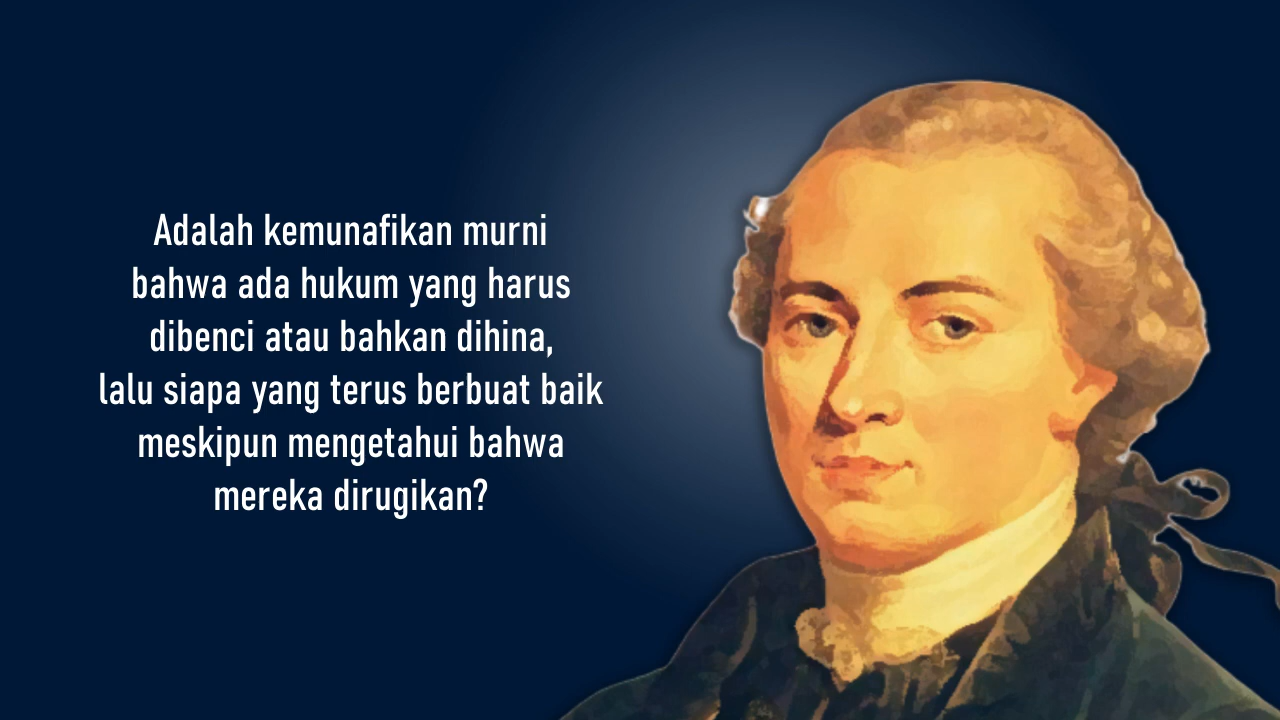 Adalah kemunafikan murni
bahwa ada hukum yang harus
dibenci atau bahkan dihina,
lalu siapa yang terus berbuat baik
meskipun mengetahui bahwa
mereka dirugikan?